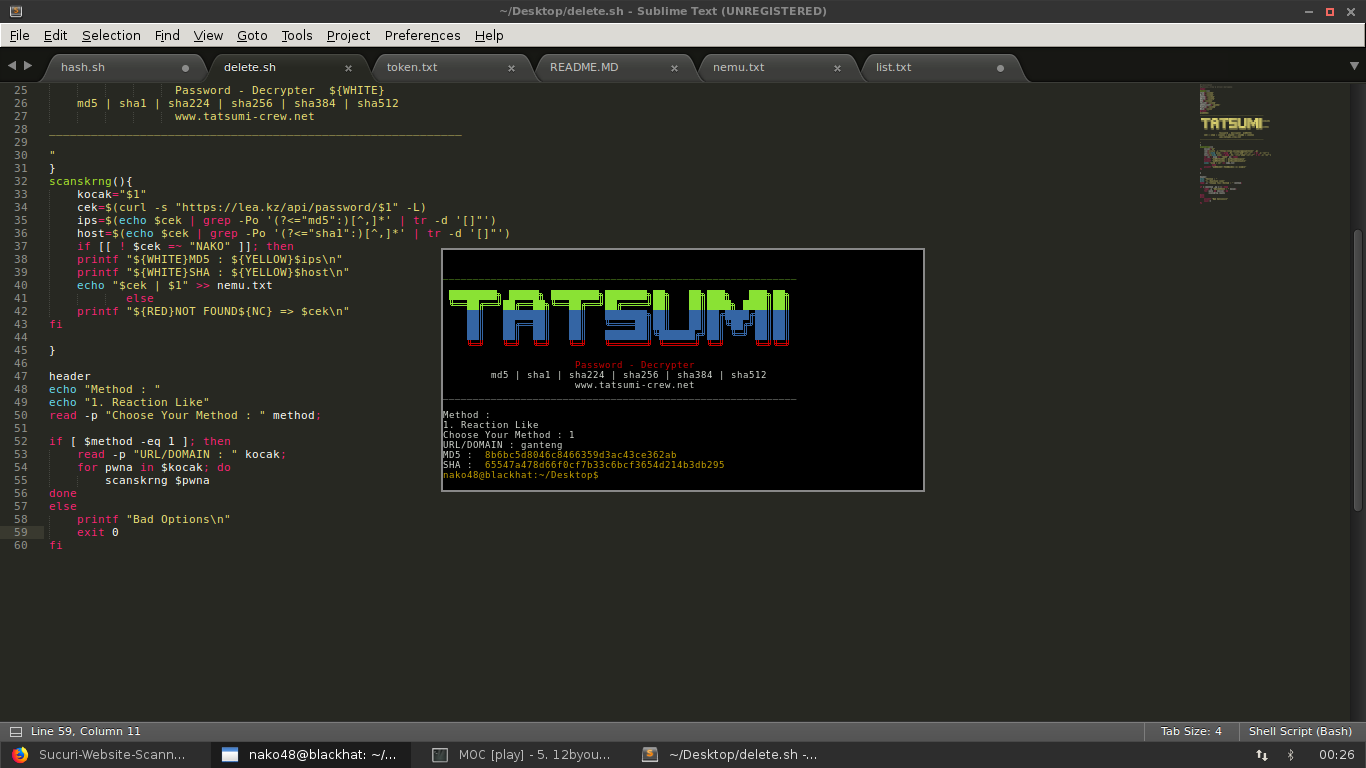 ~/Desktop/delete.sh - Sublime Text (UNREGISTERED)
File Edit Selection Find View Goto Tools Project Preferences Help
hash.sh delete.sh token.txt README.MD nemu.txt list.txt
25 Password - Decrypter ${WHITE}
26 md5 | sha1 | sha224 | sha256 | sha384 | sha512
27 www.tatsumi-crew.net
28 ___________________________________________________________
29
30 "
31 }
32 scanskrng(){
33 kocak="$1"
34 cek=$(curl -s "https://lea.kz/api/password/$1" -L)
35 ips=$(echo $cek | grep -Po '(?<="md5":)[^,]*' | tr -d '[]"')
36 host=$(echo $cek | grep -Po '(?<="sha1":)[^,]*' | tr -d '[]"')
37 if [[ ! $cek =~ "NAKO" ]]; then
38 printf "${WHITE}MD5 : ${YELLOW}$ips\n"
39 printf "${WHITE}SHA : ${YELLOW}$host\n"
40 echo "$cek | $1" >> nemu.txt
41 else
42 printf "${RED}NOT FOUND${NC} => $cek\n"
43 fi
44
45 }
46
47 header
48 echo "Method : "
49 echo "1. Reaction Like"
50 read -p "Choose Your Method : " method;
51
52 if [ $method -eq 1 ]; then
53 read -p "URL/DOMAIN : " kocak;
54 for pwna in $kocak; do
55 scanskrng $pwna
56 done
57 else
58 printf "Bad Options\n"
59 exit 0
60 fi
TATSUMI
TATSUMI
Password - Decrypter
md5 | sha1 | sha224 | sha256 | sha384 | sha512
www.tatsumi-crew.net
Method :
1. Reaction Like
Choose Your Method : 1
URL/DOMAIN : ganteng
MD5 : 8b6bc5d8046c8466359d3ac43ce362ab
SHA : 65547a478d66f0cf7b33c6bcf3654d214b3db295
nako48@blackhat:~/Desktop$
Line 59, Column 11 Tab Size: 4 Shell Script (Bash)
Sucuri-Website-Scann... nako48@blackhat: ~/... MOC [play] - 5. 12byou... ~/Desktop/delete.sh -... 00:26